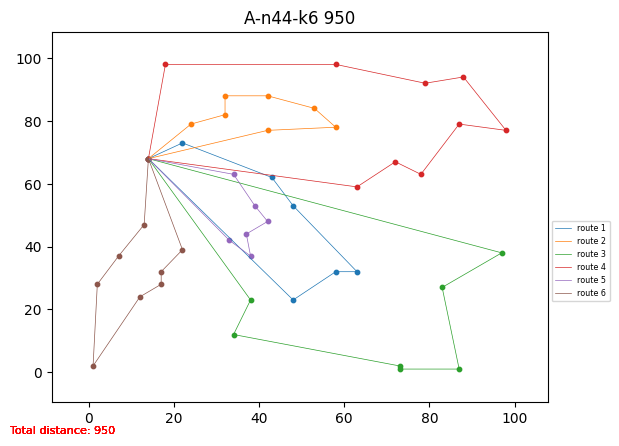 A-n44-k6 950
100
80
60
40
20
0
0 20 40 60 80 100
route 1
route 2
route 3
route 4
route 5
route 6
Total distance: 950